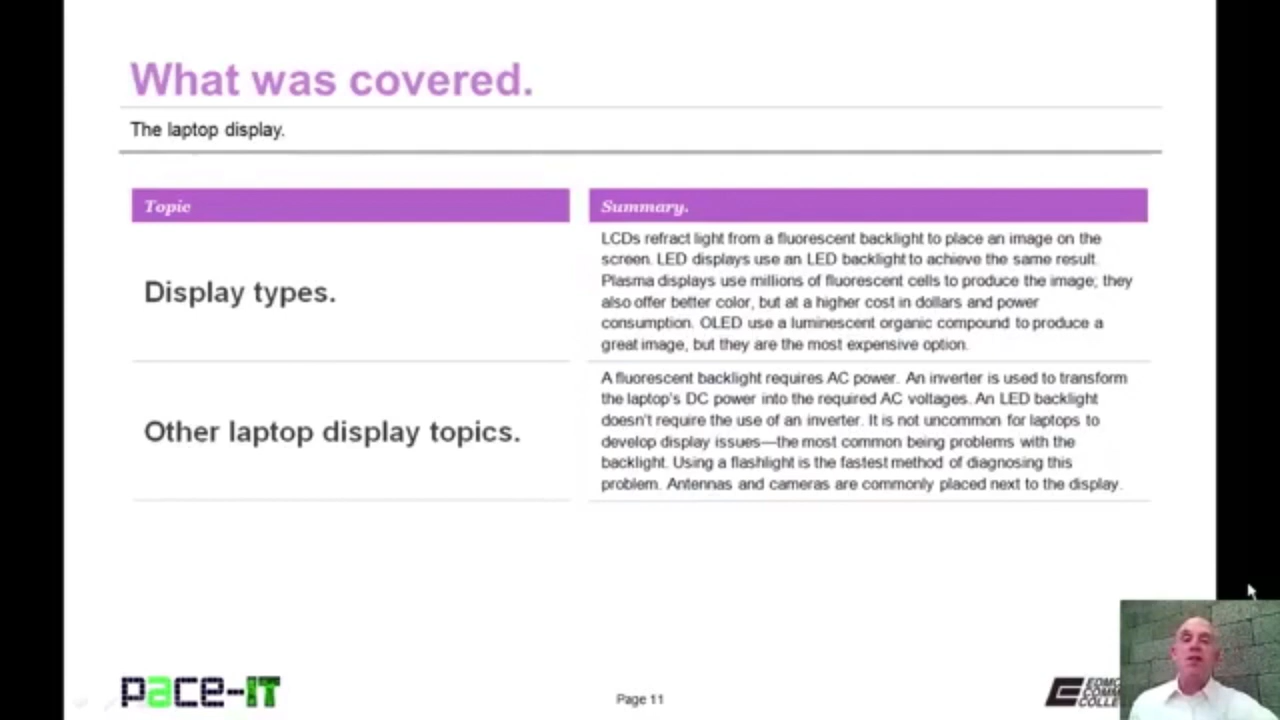 What was covered.
The laptop display.
Topic
Summary.
Display types.
LCDs refract light from a fluorescent backlight to place an image on the
screen. LED displays use an LED backlight to achieve the same result.
Plasma displays use millions of fluorescent cells to produce the image; they
also offer better color, but at a higher cost in dollars and power
consumption. OLED use a luminescent organic compound to produce a
great image, but they are the most expensive option.
Other laptop display topics.
A fluorescent backlight requires AC power. An inverter is used to transform
the laptop's DC power into the required AC voltages. An LED backlight
doesn't require the use of an inverter. It is not uncommon for laptops to
develop display issues—the most common being problems with the
backlight. Using a flashlight is the fastest method of diagnosing this
problem. Antennas and cameras are commonly placed next to the display.
pace-IT
Page 11